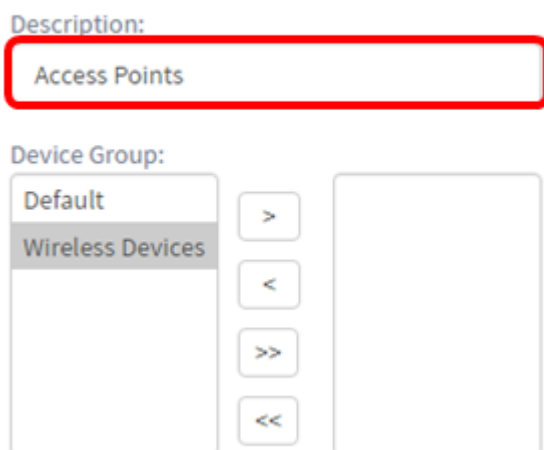 Description:
Access Points
Device Group:
Default
Wireless Devices
>
<
>>
<<